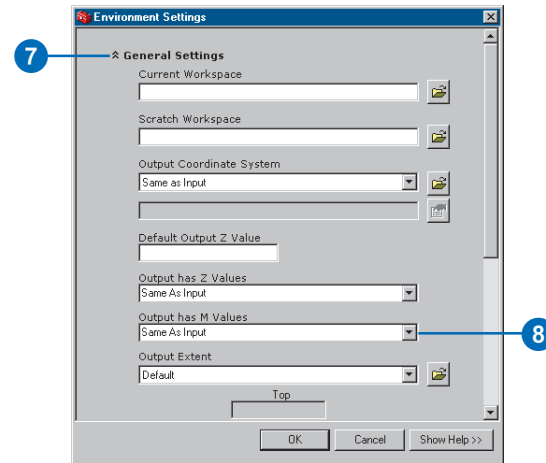 Environment Settings
7
General Settings
Current Workspace
Scratch Workspace
Output Coordinate System
Same as Input
Default Output Z Value
Output has Z Values
Same As Input
Output has M Values
Same As Input
8
Output Extent
Default
Top
OK Cancel Show Help >>